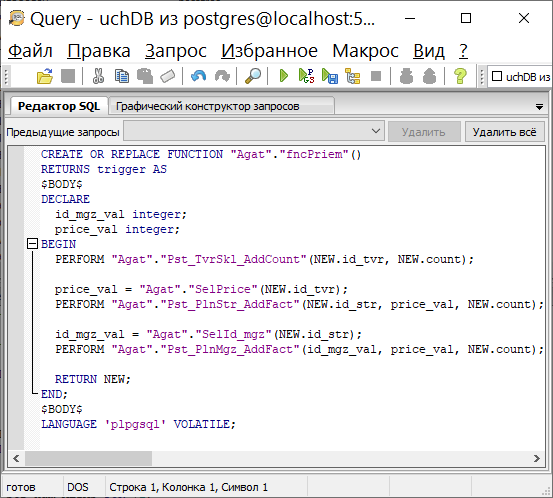 Query - uchDB из postgres@localhost:5...
Файл Правка Запрос Избранное Макрос Вид ?
uchDB из
Редактор SQL Графический конструктор запросов
Предыдущие запросы Удалить Удалить всё
CREATE OR REPLACE FUNCTION "Agat"."fncPriem"()
RETURNS trigger AS
$BODY$
DECLARE
id_mgz_val integer;
price_val integer;
BEGIN
PERFORM "Agat"."Pst_TvrSkl_AddCount"(NEW.id_tvr, NEW.count);
price_val = "Agat"."SelPrice"(NEW.id_tvr);
PERFORM "Agat"."Pst_PlnStr_AddFact"(NEW.id_str, price_val, NEW.count);
id_mgz_val = "Agat"."SelId_mgz"(NEW.id_str);
PERFORM "Agat"."Pst_PlnMgz_AddFact"(id_mgz_val, price_val, NEW.count);
RETURN NEW;
END;
$BODY$
LANGUAGE 'plpgsql' VOLATILE;
готов DOS Строка 1, Колонка 1, Символ 1